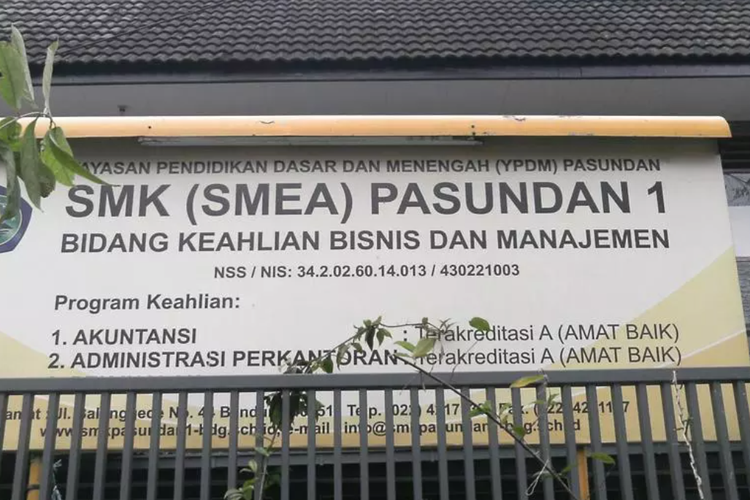 YAYASAN PENDIDIKAN DASAR DAN MENENGAH (YPDM) PASUNDAN
SMK (SMEA) PASUNDAN 1
BIDANG KEAHLIAN BISNIS DAN MANAJEMEN
NSS / NIS: 34.2.02.60.14.013 / 430221003
Program Keahlian:
1. AKUNTANSI : Terakreditasi A (AMAT BAIK)
2. ADMINISTRASI PERKANTORAN : Terakreditasi A (AMAT BAIK)
No.
e-mail :